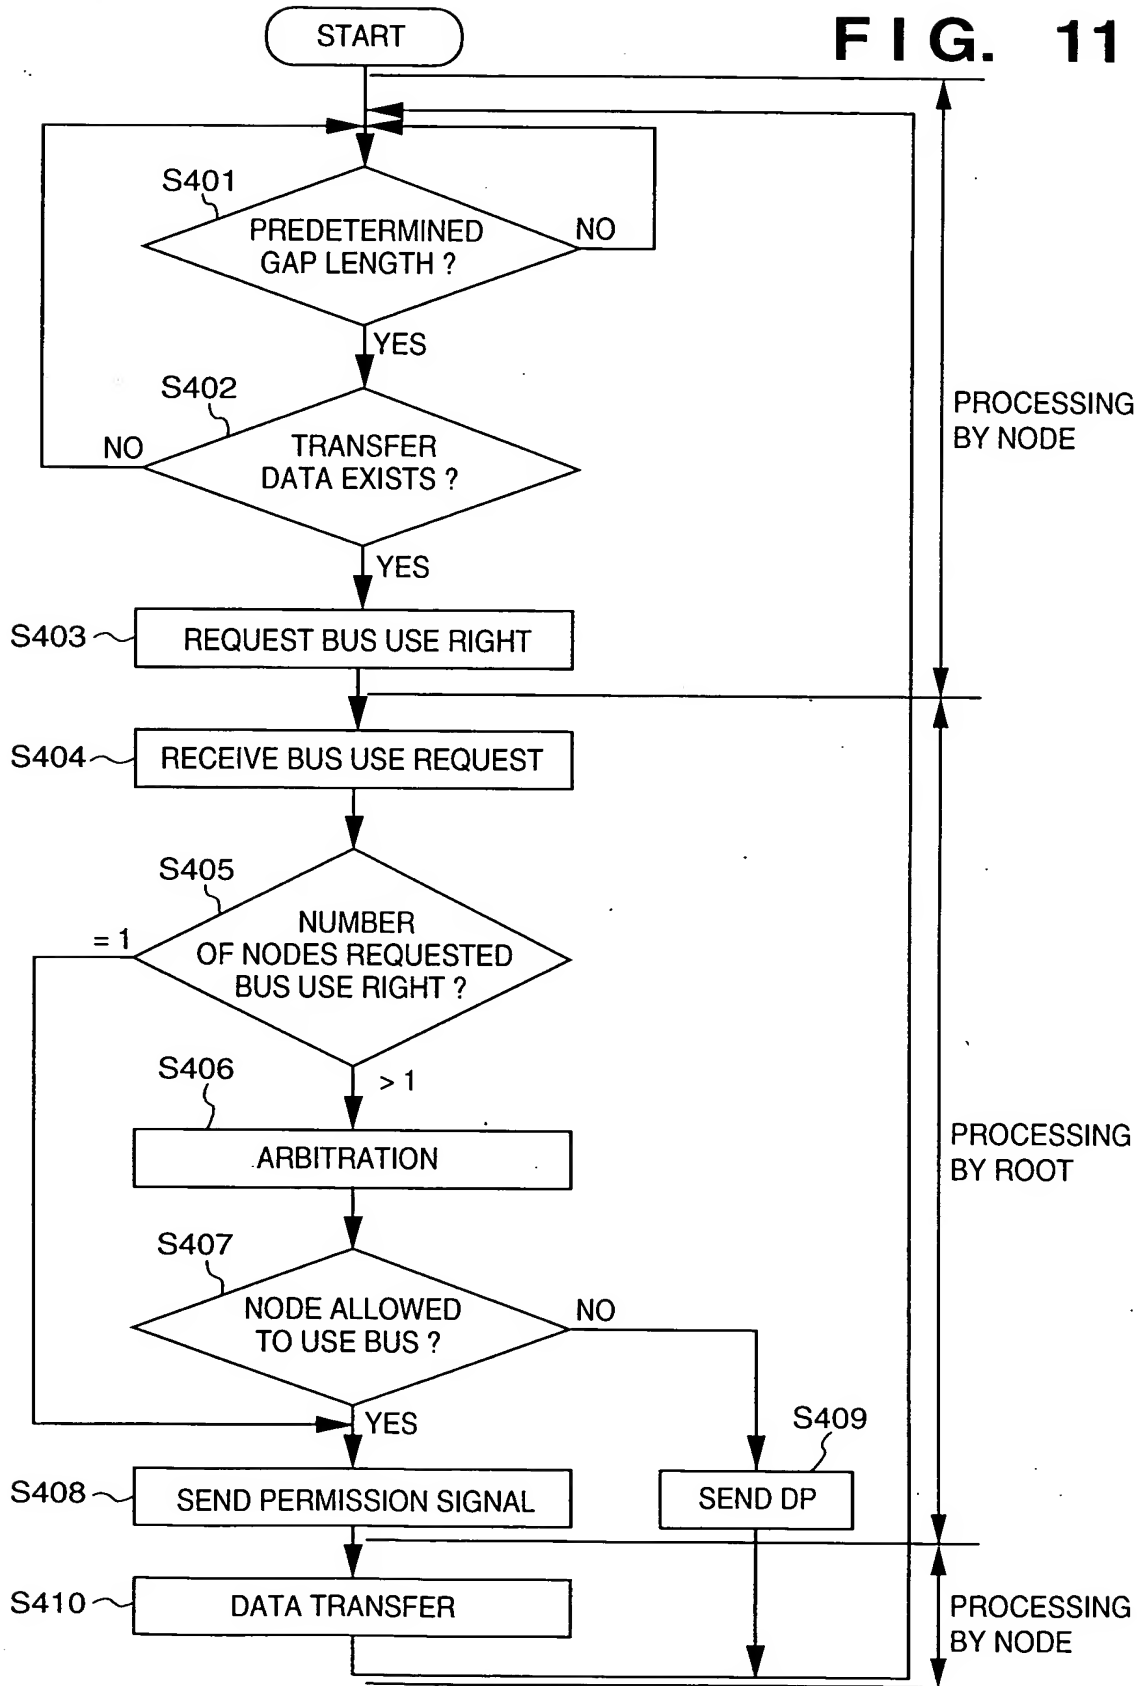 FIG. 11
START
S401
PREDETERMINED
GAP LENGTH ?
NO
YES
S402
TRANSFER
DATA EXISTS ?
NO
YES
PROCESSING
BY NODE
S403
REQUEST BUS USE RIGHT
S404
RECEIVE BUS USE REQUEST
S405
NUMBER
OF NODES REQUESTED
BUS USE RIGHT ?
= 1
> 1
S406
ARBITRATION
PROCESSING
BY ROOT
S407
NODE ALLOWED
TO USE BUS ?
NO
YES
S409
S408
SEND PERMISSION SIGNAL
SEND DP
S410
DATA TRANSFER
PROCESSING
BY NODE